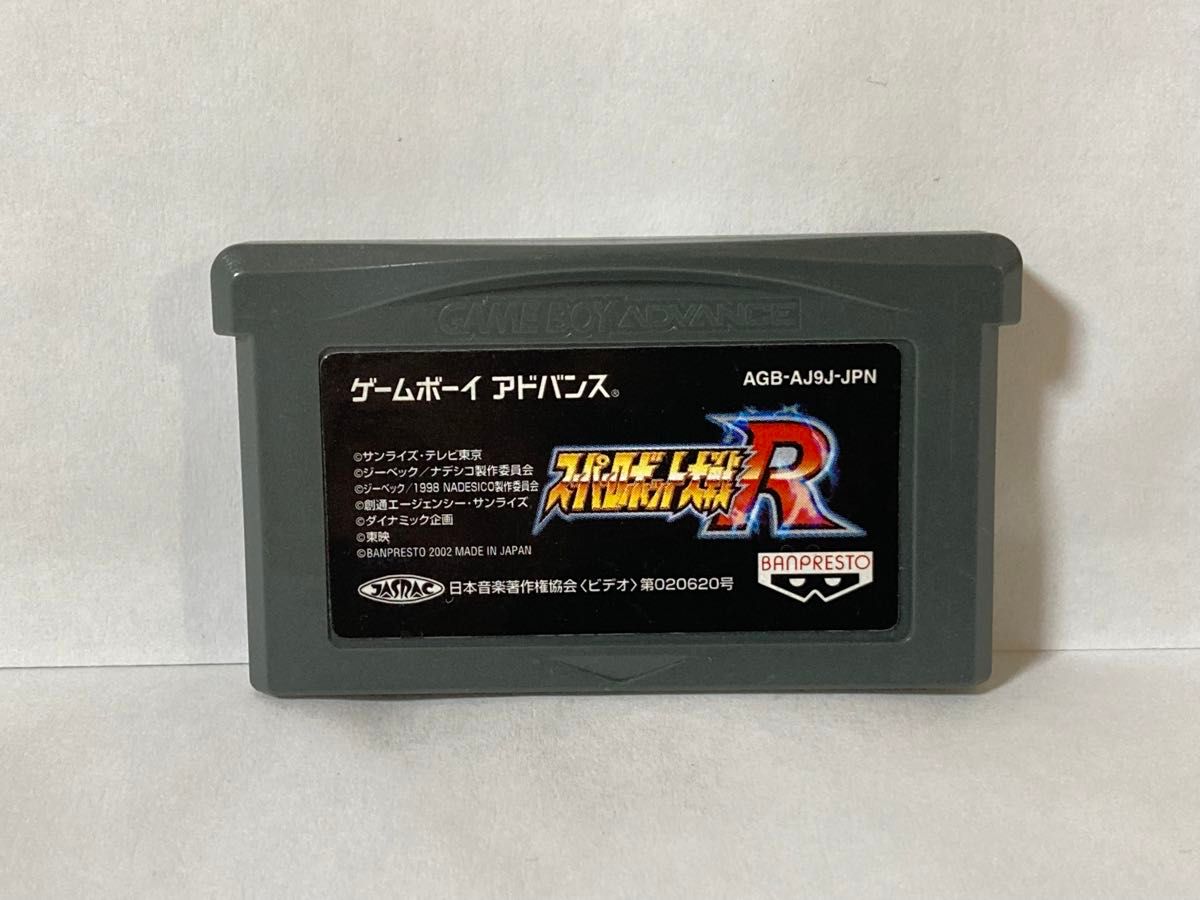 GAME BOY ADVANCE
ゲームボーイ アドバンス®
AGB-AJ9J-JPN
©サンライズ・テレビ東京
©ジーベック/ナデシコ製作委員会
©ジーベック/1998 NADESICO製作委員会
©創通エージェンシー・サンライズ
©ダイナミック企画
©東映
©BANPRESTO 2002 MADE IN JAPAN
スーパーロボット大戦R
BANPRESTO
JASRAC 日本音楽著作権協会〈ビデオ〉第020620号